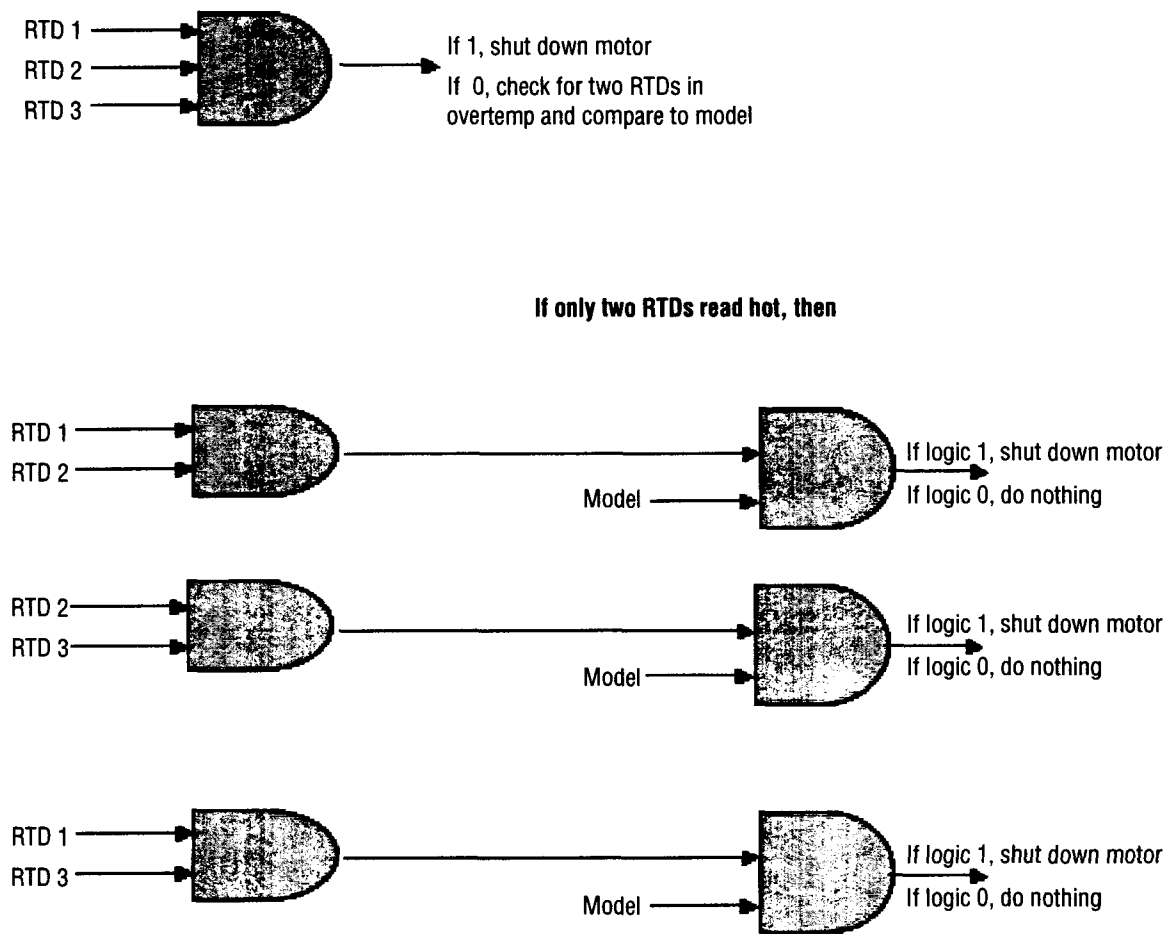 RTD 1
RTD 2
RTD 3
If 1, shut down motor
If 0, check for two RTDs in
overtemp and compare to model
If only two RTDs read hot, then
RTD 1
RTD 2
Model
If logic 1, shut down motor
If logic 0, do nothing
RTD 2
RTD 3
Model
If logic 1, shut down motor
If logic 0, do nothing
RTD 1
RTD 3
Model
If logic 1, shut down motor
If logic 0, do nothing